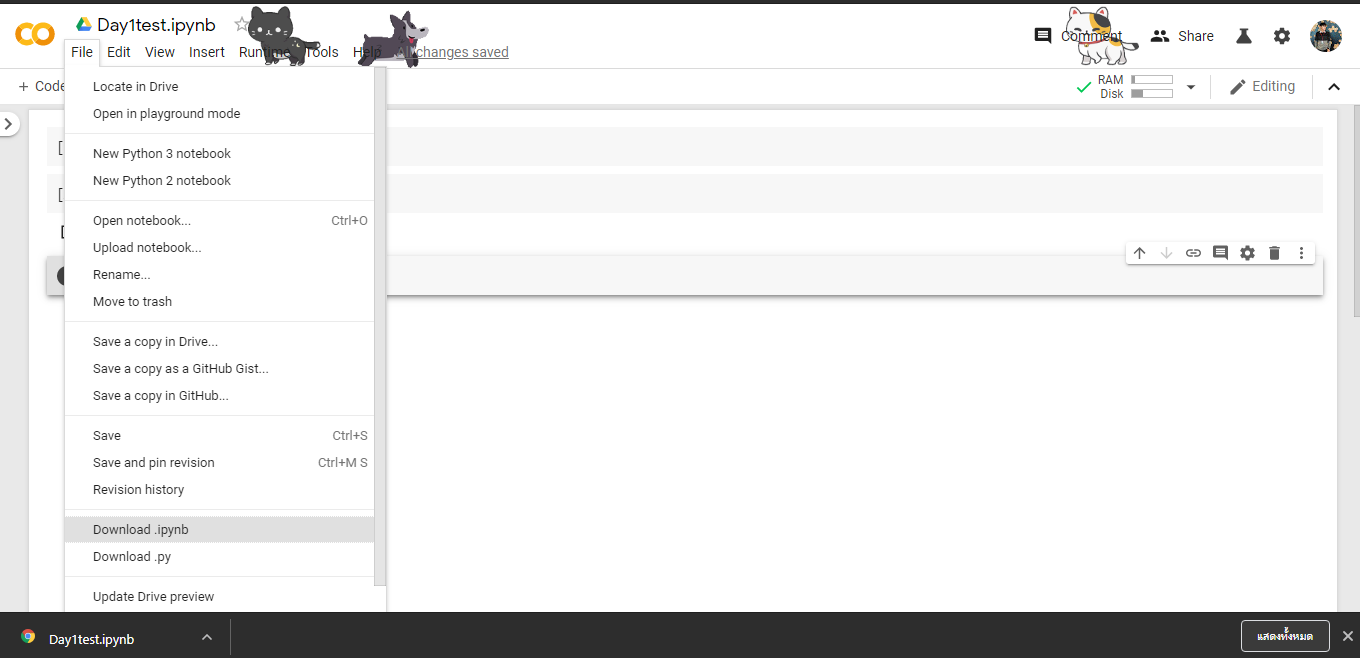 Day1test.ipynb
File Edit View Insert Runtime Tools Help All changes saved
Comment Share
+ Code
RAM
Disk
Editing
Locate in Drive
Open in playground mode
New Python 3 notebook
New Python 2 notebook
Open notebook... Ctrl+O
Upload notebook...
Rename...
Move to trash
Save a copy in Drive...
Save a copy as a GitHub Gist...
Save a copy in GitHub...
Save Ctrl+S
Save and pin revision Ctrl+M S
Revision history
Download .ipynb
Download .py
Update Drive preview
Day1test.ipynb
แสดงทั้งหมด